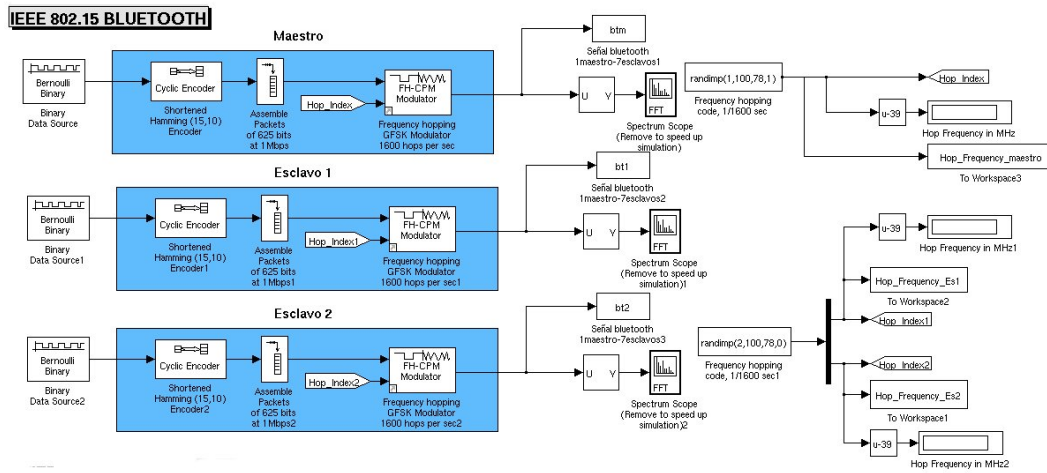 IEEE 802.15 BLUETOOTH
Maestro
Bernoulli
Binary
Binary
Data Source
Cyclic Encoder
Shortened
Hamming (15,10)
Encoder
Assemble
Packets
of 625 bits
at 1Mbps
Hop_Index
FH-CPM
Modulator
Frequency hopping
GFSK Modulator
1600 hops per sec
btm
Señal bluetooth
1maestro-7esclavos1
U Y
FFT
Spectrum Scope
(Remove to speed up
simulation)
randimp(1,100,78,1)
Frequency hopping
code, 1/1600 sec
Hop_Index
u-39
Hop Frequency in MHz
Hop_Frequency_maestro
To Workspace3
Esclavo 1
Bernoulli
Binary
Binary
Data Source1
Cyclic Encoder
Shortened
Hamming (15,10)
Encoder1
Assemble
Packets
of 625 bits
at 1Mbps1
Hop_Index1
FH-CPM
Modulator
Frequency hopping
GFSK Modulator
1600 hops per sec1
bt1
Señal bluetooth
1maestro-7esclavos2
U Y
FFT
Spectrum Scope
(Remove to speed up
simulation)1
u-39
Hop Frequency in MHz1
Hop_Frequency_Es1
To Workspace2
Hop_Index1
Esclavo 2
Bernoulli
Binary
Binary
Data Source2
Cyclic Encoder
Shortened
Hamming (15,10)
Encoder2
Assemble
Packets
of 625 bits
at 1Mbps2
Hop_Index2
FH-CPM
Modulator
Frequency hopping
GFSK Modulator
1600 hops per sec2
bt2
Señal bluetooth
1maestro-7esclavos3
U Y
FFT
Spectrum Scope
(Remove to speed up
simulation)2
randimp(2,100,78,0)
Frequency hopping
code, 1/1600 sec1
Hop_Index2
Hop_Frequency_Es2
To Workspace1
u-39
Hop Frequency in MHz2